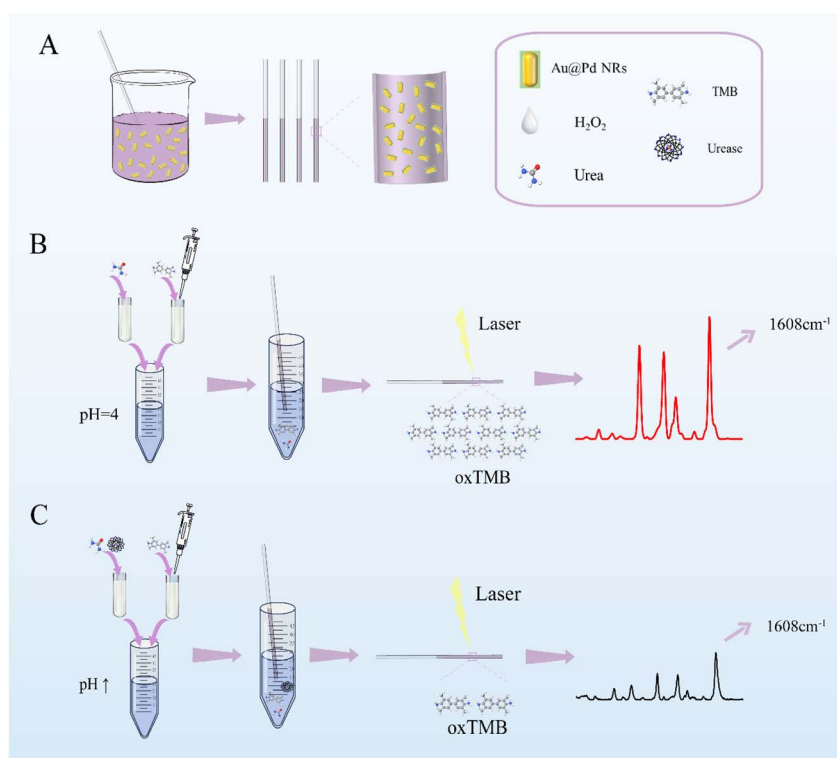 A
Au@Pd NRs
TMB
H₂O₂
Urease
Urea
B
Laser
1608cm⁻¹
pH=4
oxTMB
C
Laser
1608cm⁻¹
pH ↑
oxTMB